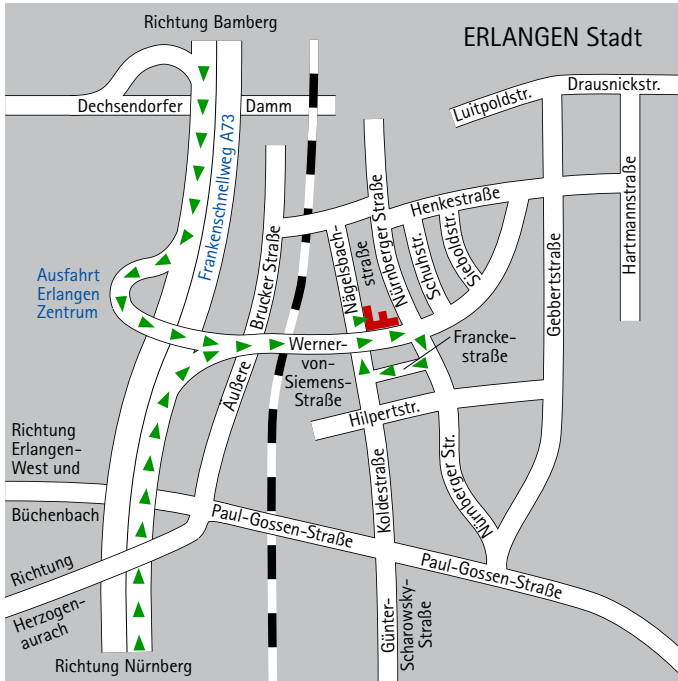 Richtung Bamberg
ERLANGEN Stadt
Drausnickstr.
Luitpoldstr.
Dechsendorfer
Damm
Frankenschnellweg A73
Hartmannstraße
Henkestraße
Nägelsbach-
straße
Nürnberger Straße
Schuhstr.
Sieboldstr.
Gebbertstraße
Äußere Brucker Straße
Ausfahrt
Erlangen
Zentrum
Werner-
von-
Siemens-
Straße
Francke-
straße
Hilpertstr.
Richtung
Erlangen-
West und
Büchenbach
Koldestraße
Nürnberger Str.
Paul-Gossen-Straße
Paul-Gossen-Straße
Richtung
Herzogen-
aurach
Günter-
Scharowsky-
Straße
Richtung Nürnberg